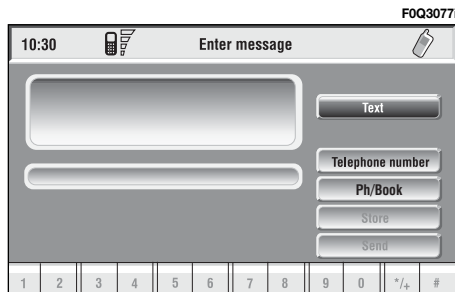 F0Q3077i
10:30 Enter message
Text
Telephone number
Ph/Book
Store
Send
1 2 3 4 5 6 7 8 9 0 */+ #